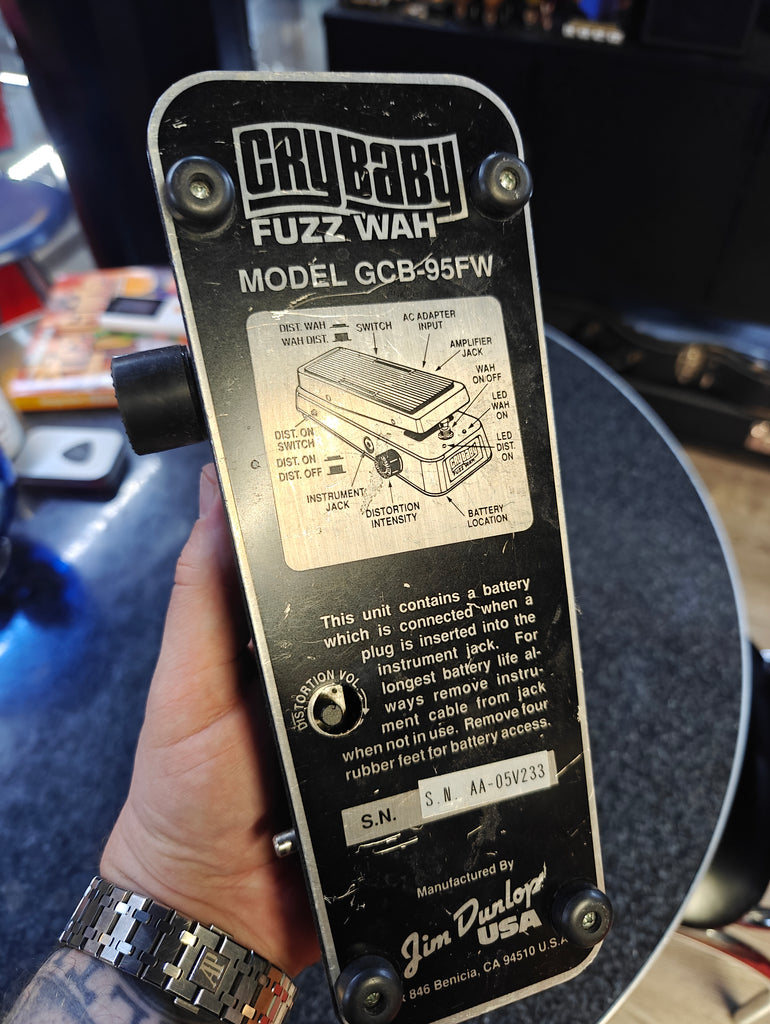 CRYBABY
FUZZ WAH
MODEL GCB-95FW
DIST. WAH
WAH DIST.
SWITCH
AC ADAPTER
INPUT
AMPLIFIER
JACK
WAH
ON/OFF
LED
WAH
ON
LED
DIST.
ON
DIST. ON
SWITCH
DIST. ON
DIST. OFF
INSTRUMENT
JACK
DISTORTION
INTENSITY
BATTERY
LOCATION
CRYBABY
FUZZ WAH
This unit contains a battery
which is connected when a
plug is inserted into the
instrument jack. For
longest battery life al-
ways remove instru-
ment cable from jack
when not in use. Remove four
rubber feet for battery access.
DISTORTION VOL.
S.N.
S.N. AA-05V233
Manufactured By
Jim Dunlop
USA
846 Benicia, CA 94510 U.S.A.
AP